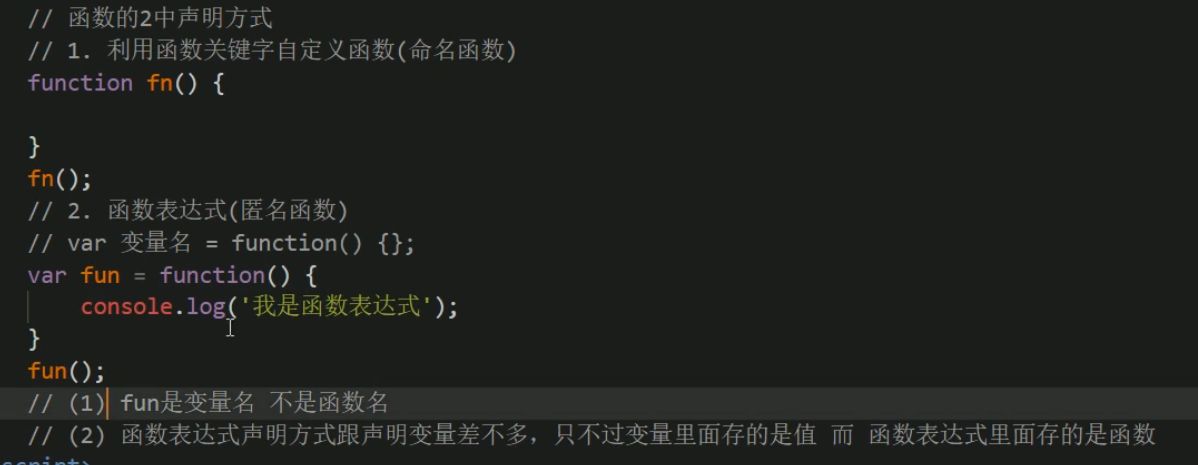 // 函数的2中声明方式
// 1. 利用函数关键字自定义函数(命名函数)
function fn() {
}
fn();
// 2. 函数表达式(匿名函数)
// var 变量名 = function() {};
var fun = function() {
console.log('我是函数表达式');
}
fun();
// (1) fun是变量名 不是函数名
// (2) 函数表达式声明方式跟声明变量差不多，只不过变量里面存的是值 而 函数表达式里面存的是函数